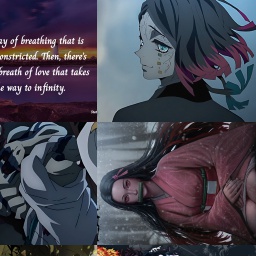 ay of breathing that is
onstricted. Then, there's
breath of love that takes
e way to infinity.